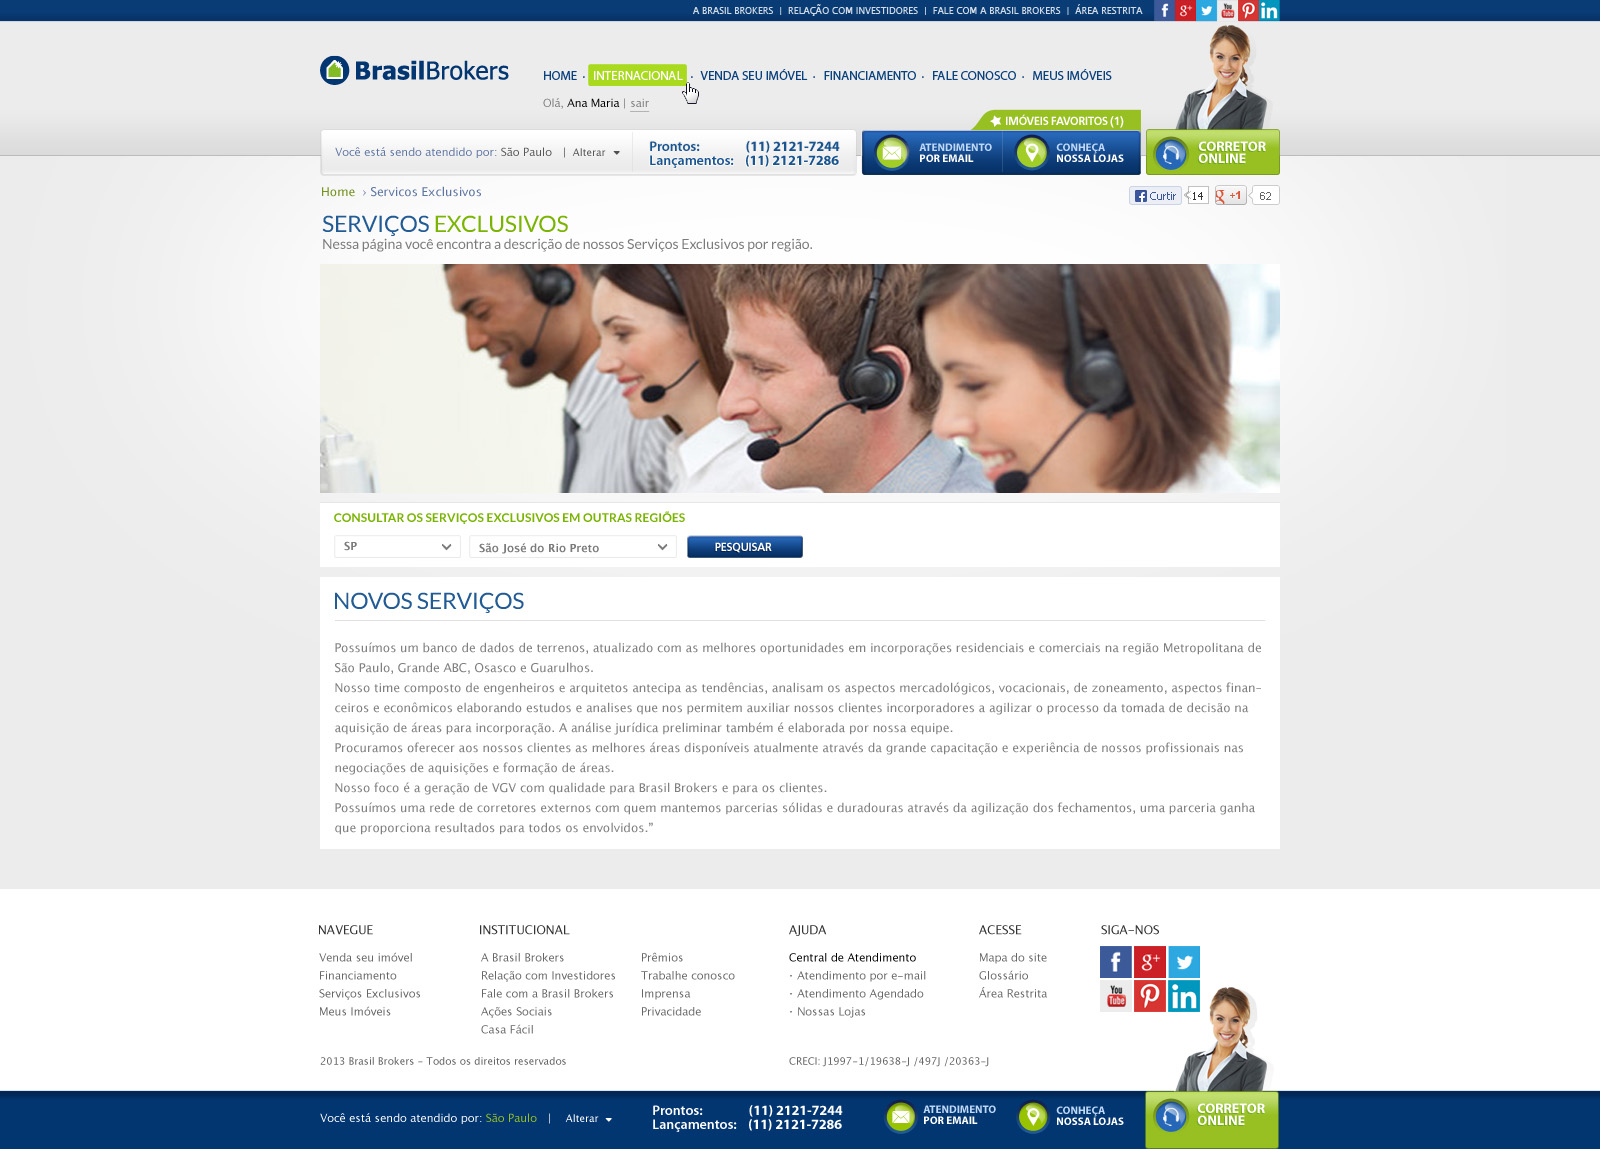 A BRASIL BROKERS | RELAÇÃO COM INVESTIDORES | FALE COM A BRASIL BROKERS | ÁREA RESTRITA
f g+ You Tube in
BrasilBrokers
HOME · INTERNACIONAL · VENDA SEU IMÓVEL · FINANCIAMENTO · FALE CONOSCO · MEUS IMÓVEIS
Olá, Ana Maria | sair
IMÓVEIS FAVORITOS (1)
Você está sendo atendido por: São Paulo | Alterar
Prontos: (11) 2121-7244
Lançamentos: (11) 2121-7286
ATENDIMENTO
POR EMAIL
CONHEÇA
NOSSA LOJAS
CORRETOR
ONLINE
Home › Servicos Exclusivos
f Curtir 14 g +1 62
SERVIÇOS EXCLUSIVOS
Nessa página você encontra a descrição de nossos Serviços Exclusivos por região.
CONSULTAR OS SERVIÇOS EXCLUSIVOS EM OUTRAS REGIÕES
SP São José do Rio Preto PESQUISAR
NOVOS SERVIÇOS
Possuímos um banco de dados de terrenos, atualizado com as melhores oportunidades em incorporações residenciais e comerciais na região Metropolitana de
São Paulo, Grande ABC, Osasco e Guarulhos.
Nosso time composto de engenheiros e arquitetos antecipa as tendências, analisam os aspectos mercadológicos, vocacionais, de zoneamento, aspectos finan-
ceiros e econômicos elaborando estudos e analises que nos permitem auxiliar nossos clientes incorporadores a agilizar o processo da tomada de decisão na
aquisição de áreas para incorporação. A análise jurídica preliminar também é elaborada por nossa equipe.
Procuramos oferecer aos nossos clientes as melhores áreas disponíveis atualmente através da grande capacitação e experiência de nossos profissionais nas
negociações de aquisições e formação de áreas.
Nosso foco é a geração de VGV com qualidade para Brasil Brokers e para os clientes.
Possuímos uma rede de corretores externos com quem mantemos parcerias sólidas e duradouras através da agilização dos fechamentos, uma parceria ganha
que proporciona resultados para todos os envolvidos.”
NAVEGUE
Venda seu imóvel
Financiamento
Serviços Exclusivos
Meus Imóveis
INSTITUCIONAL
A Brasil Brokers
Relação com Investidores
Fale com a Brasil Brokers
Ações Sociais
Casa Fácil
Prêmios
Trabalhe conosco
Imprensa
Privacidade
AJUDA
Central de Atendimento
· Atendimento por e-mail
· Atendimento Agendado
· Nossas Lojas
ACESSE
Mapa do site
Glossário
Área Restrita
SIGA-NOS
f g+
You Tube in
2013 Brasil Brokers - Todos os direitos reservados
CRECI: J1997-1/19638-J /497J /20363-J
Você está sendo atendido por: São Paulo | Alterar
Prontos: (11) 2121-7244
Lançamentos: (11) 2121-7286
ATENDIMENTO
POR EMAIL
CONHEÇA
NOSSA LOJAS
CORRETOR
ONLINE